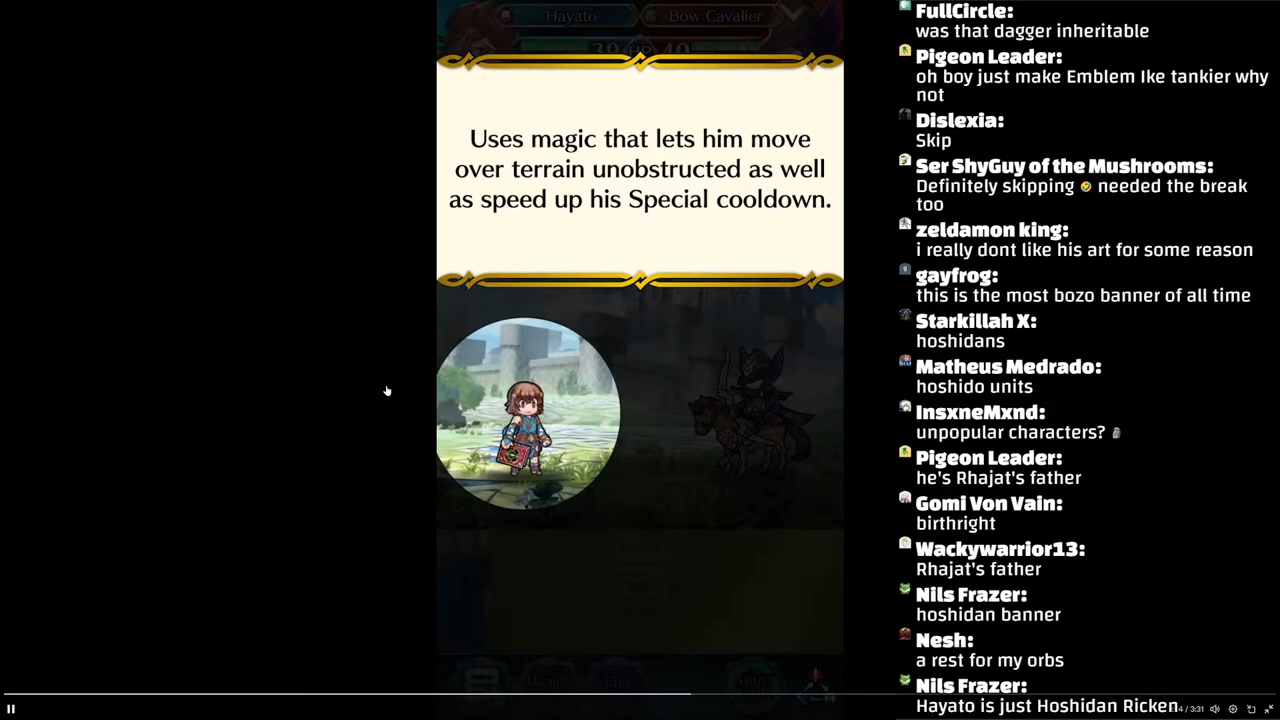 Hayato
Bow Cavalier
39 HP 40
Uses magic that lets him move
over terrain unobstructed as well
as speed up his Special cooldown.
FullCircle:
was that dagger inheritable
Pigeon Leader:
oh boy just make Emblem Ike tankier why
not
Dislexia:
Skip
Ser ShyGuy of the Mushrooms:
Definitely skipping 🤣 needed the break
too
zeldamon king:
i really dont like his art for some reason
gayfrog:
this is the most bozo banner of all time
Starkillah X:
hoshidans
Matheus Medrado:
hoshido units
InsxneMxnd:
unpopular characters? 🗿
Pigeon Leader:
he's Rhajat's father
Gomi Von Vain:
birthright
Wackywarrior13:
Rhajat's father
Nils Frazer:
hoshidan banner
Nesh:
a rest for my orbs
Nils Frazer:
Hayato is just Hoshidan Ricken
/ 3:31